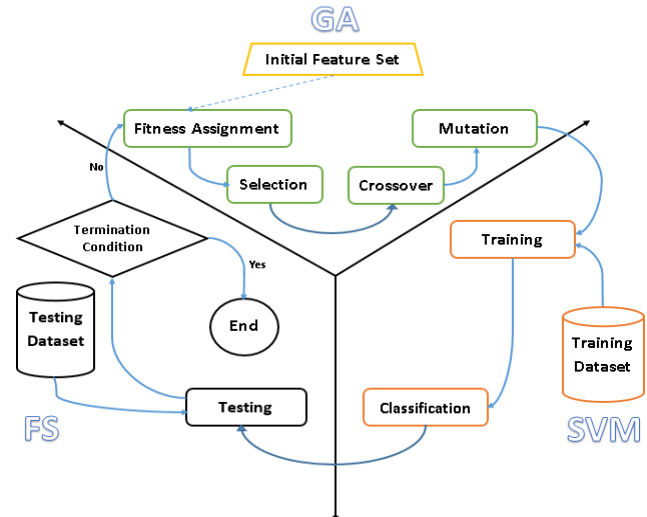 GA
Initial Feature Set
Fitness Assignment
Mutation
No
Selection
Crossover
Termination
Condition
Training
Yes
Testing
Dataset
End
Training
Dataset
Testing
Classification
FS
SVM